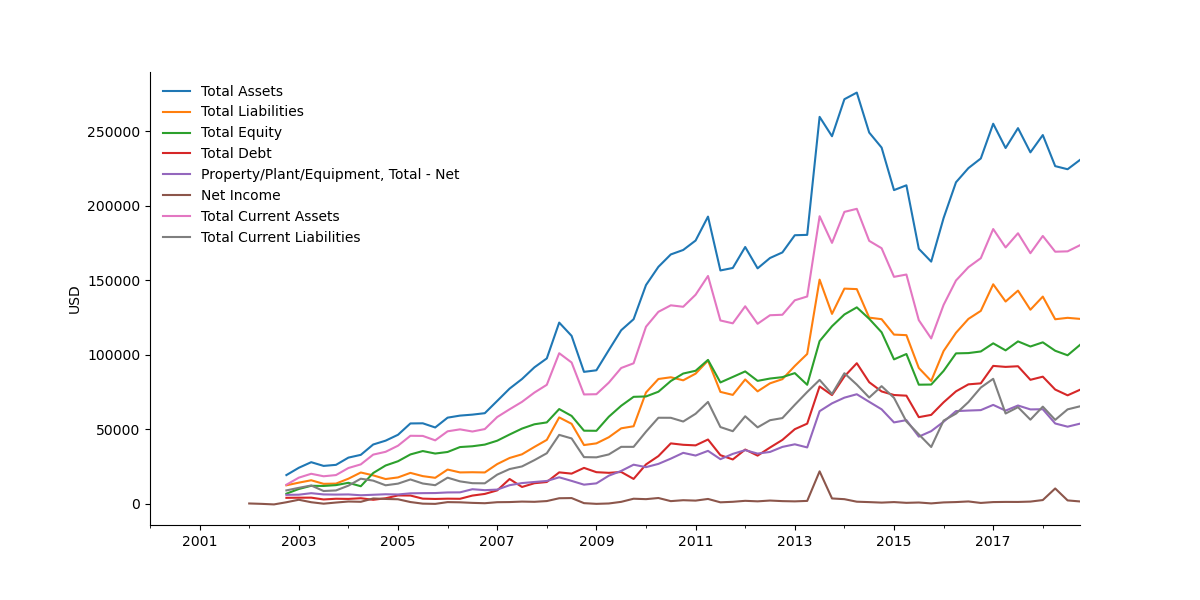 Total Assets
Total Liabilities
Total Equity
Total Debt
Property/Plant/Equipment, Total - Net
Net Income
Total Current Assets
Total Current Liabilities
USD
250000
200000
150000
100000
50000
0
2001 2003 2005 2007 2009 2011 2013 2015 2017